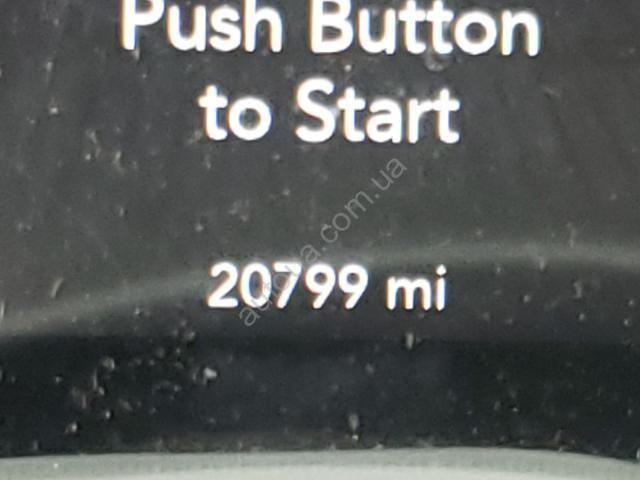 Push Button
to Start
20799 mi